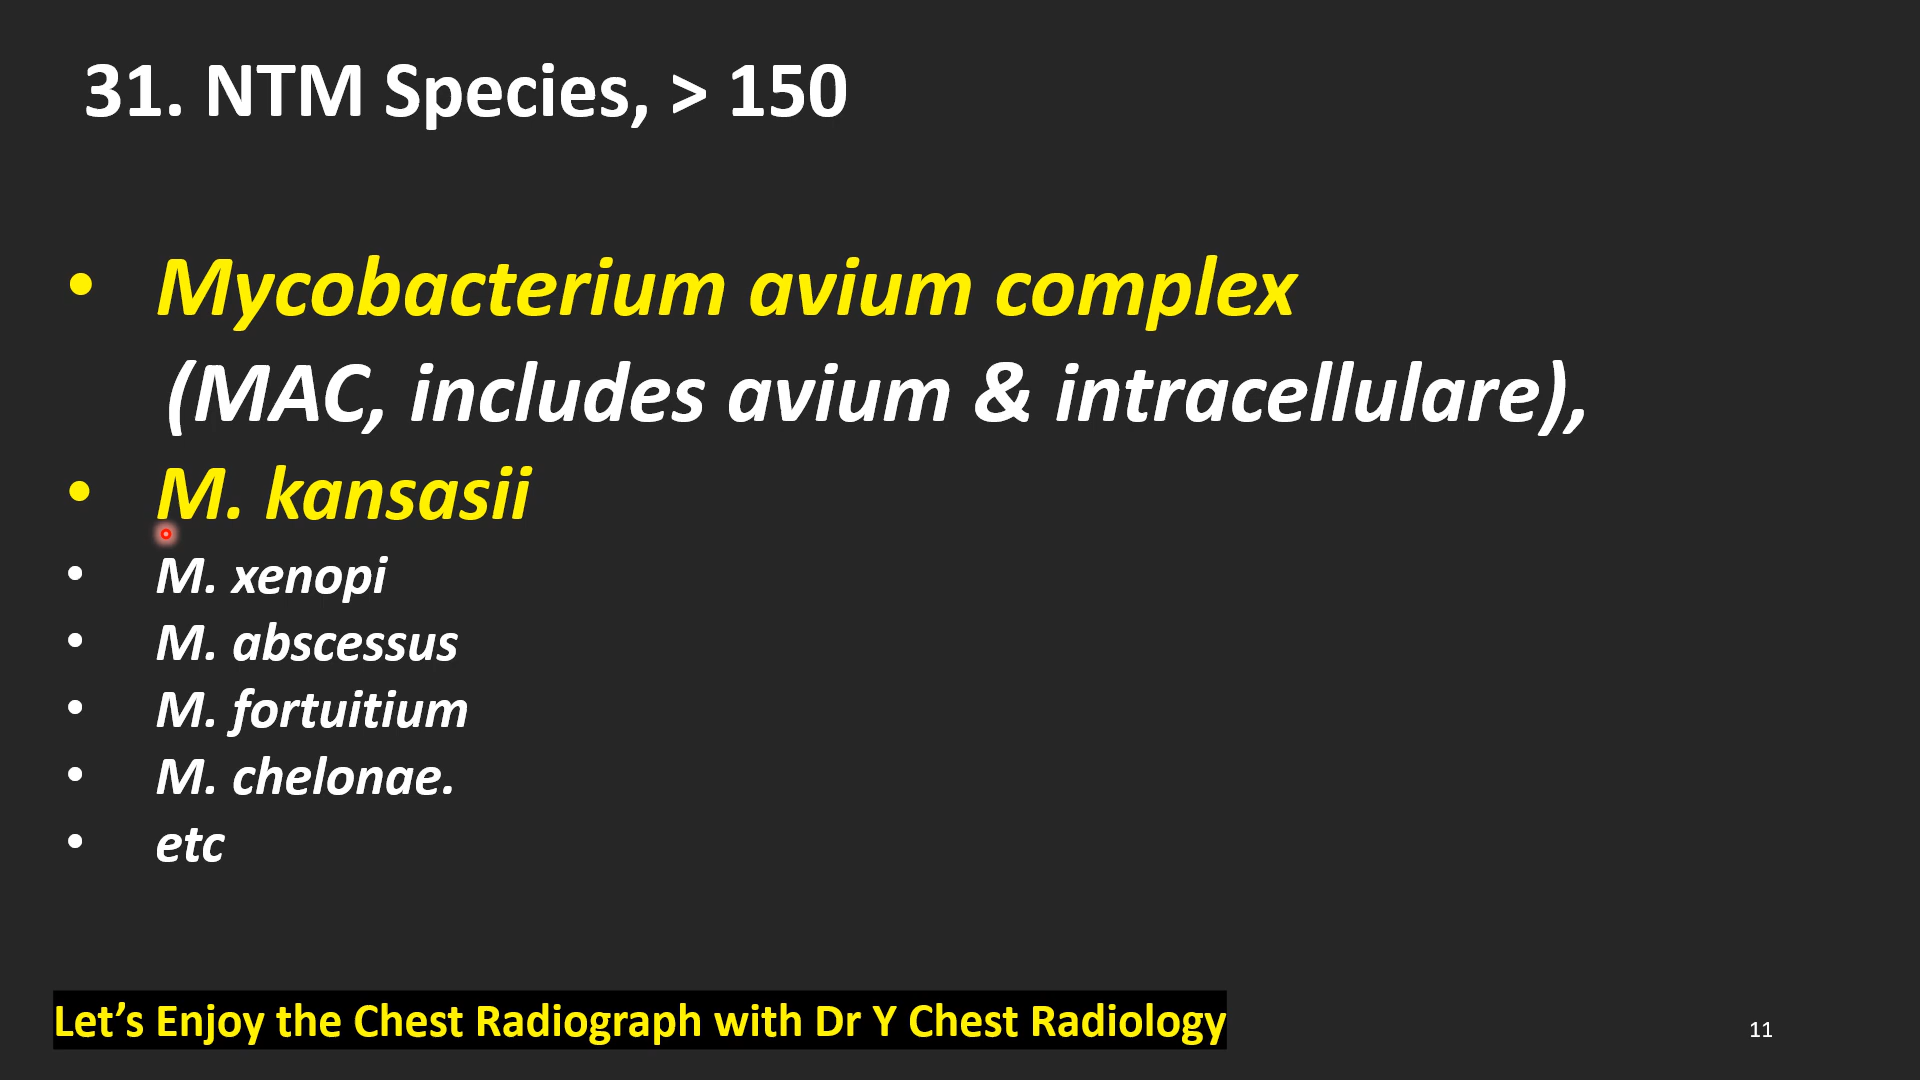 31. NTM Species, > 150
• Mycobacterium avium complex
(MAC, includes avium & intracellulare),
• M. kansasii
• M. xenopi
• M. abscessus
• M. fortuitium
• M. chelonae.
• etc
Let’s Enjoy the Chest Radiograph with Dr Y Chest Radiology
11